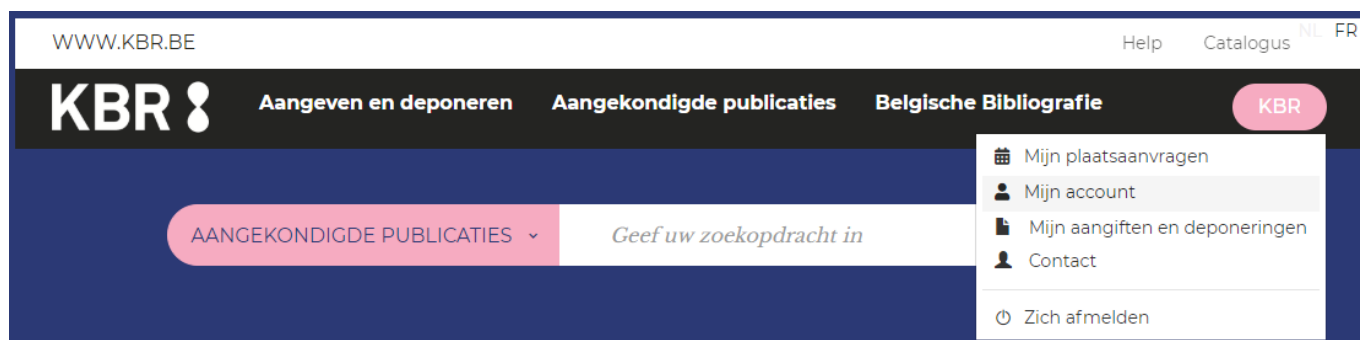 WWW.KBR.BE Help Catalogus NL FR
KBR Aangeven en deponeren Aangekondigde publicaties Belgische Bibliografie KBR
Mijn plaatsaanvragen
Mijn account
AANGEKONDIGDE PUBLICATIES Geef uw zoekopdracht in
Mijn aangiften en deponeringen
Contact
Zich afmelden